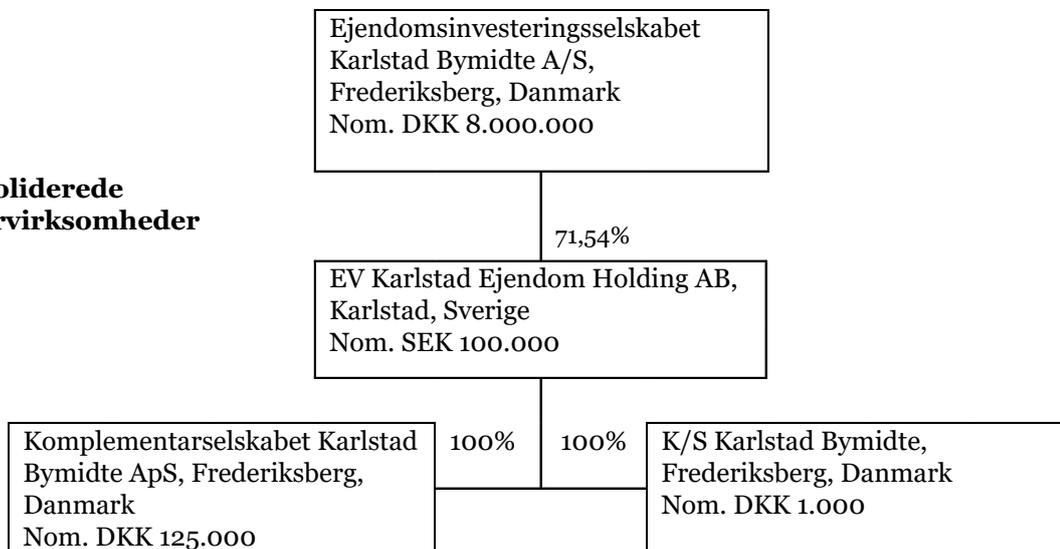 Ejendomsinvesteringsselskabet
Karlstad Bymidte A/S,
Frederiksberg, Danmark
Nom. DKK 8.000.000
oliderede
rvirksomheder
71,54%
EV Karlstad Ejendom Holding AB,
Karlstad, Sverige
Nom. SEK 100.000
Komplementarselskabet Karlstad
Bymidte ApS, Frederiksberg,
Danmark
Nom. DKK 125.000
100%
100%
K/S Karlstad Bymidte,
Frederiksberg, Danmark
Nom. DKK 1.000